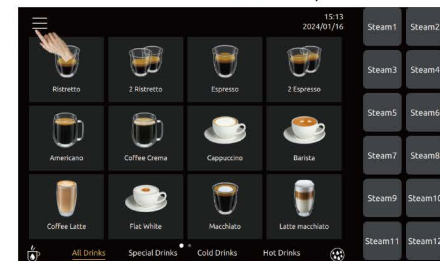 15:13
2024/01/16
Ristretto
2 Ristretto
Espresso
2 Espresso
Americano
Coffee Crema
Cappuccino
Barista
Coffee Latte
Flat White
Macchiato
Latte macchiato
All Drinks
Special Drinks
Cold Drinks
Hot Drinks
Steam1
Steam2
Steam3
Steam4
Steam5
Steam6
Steam7
Steam8
Steam9
Steam10
Steam11
Steam12